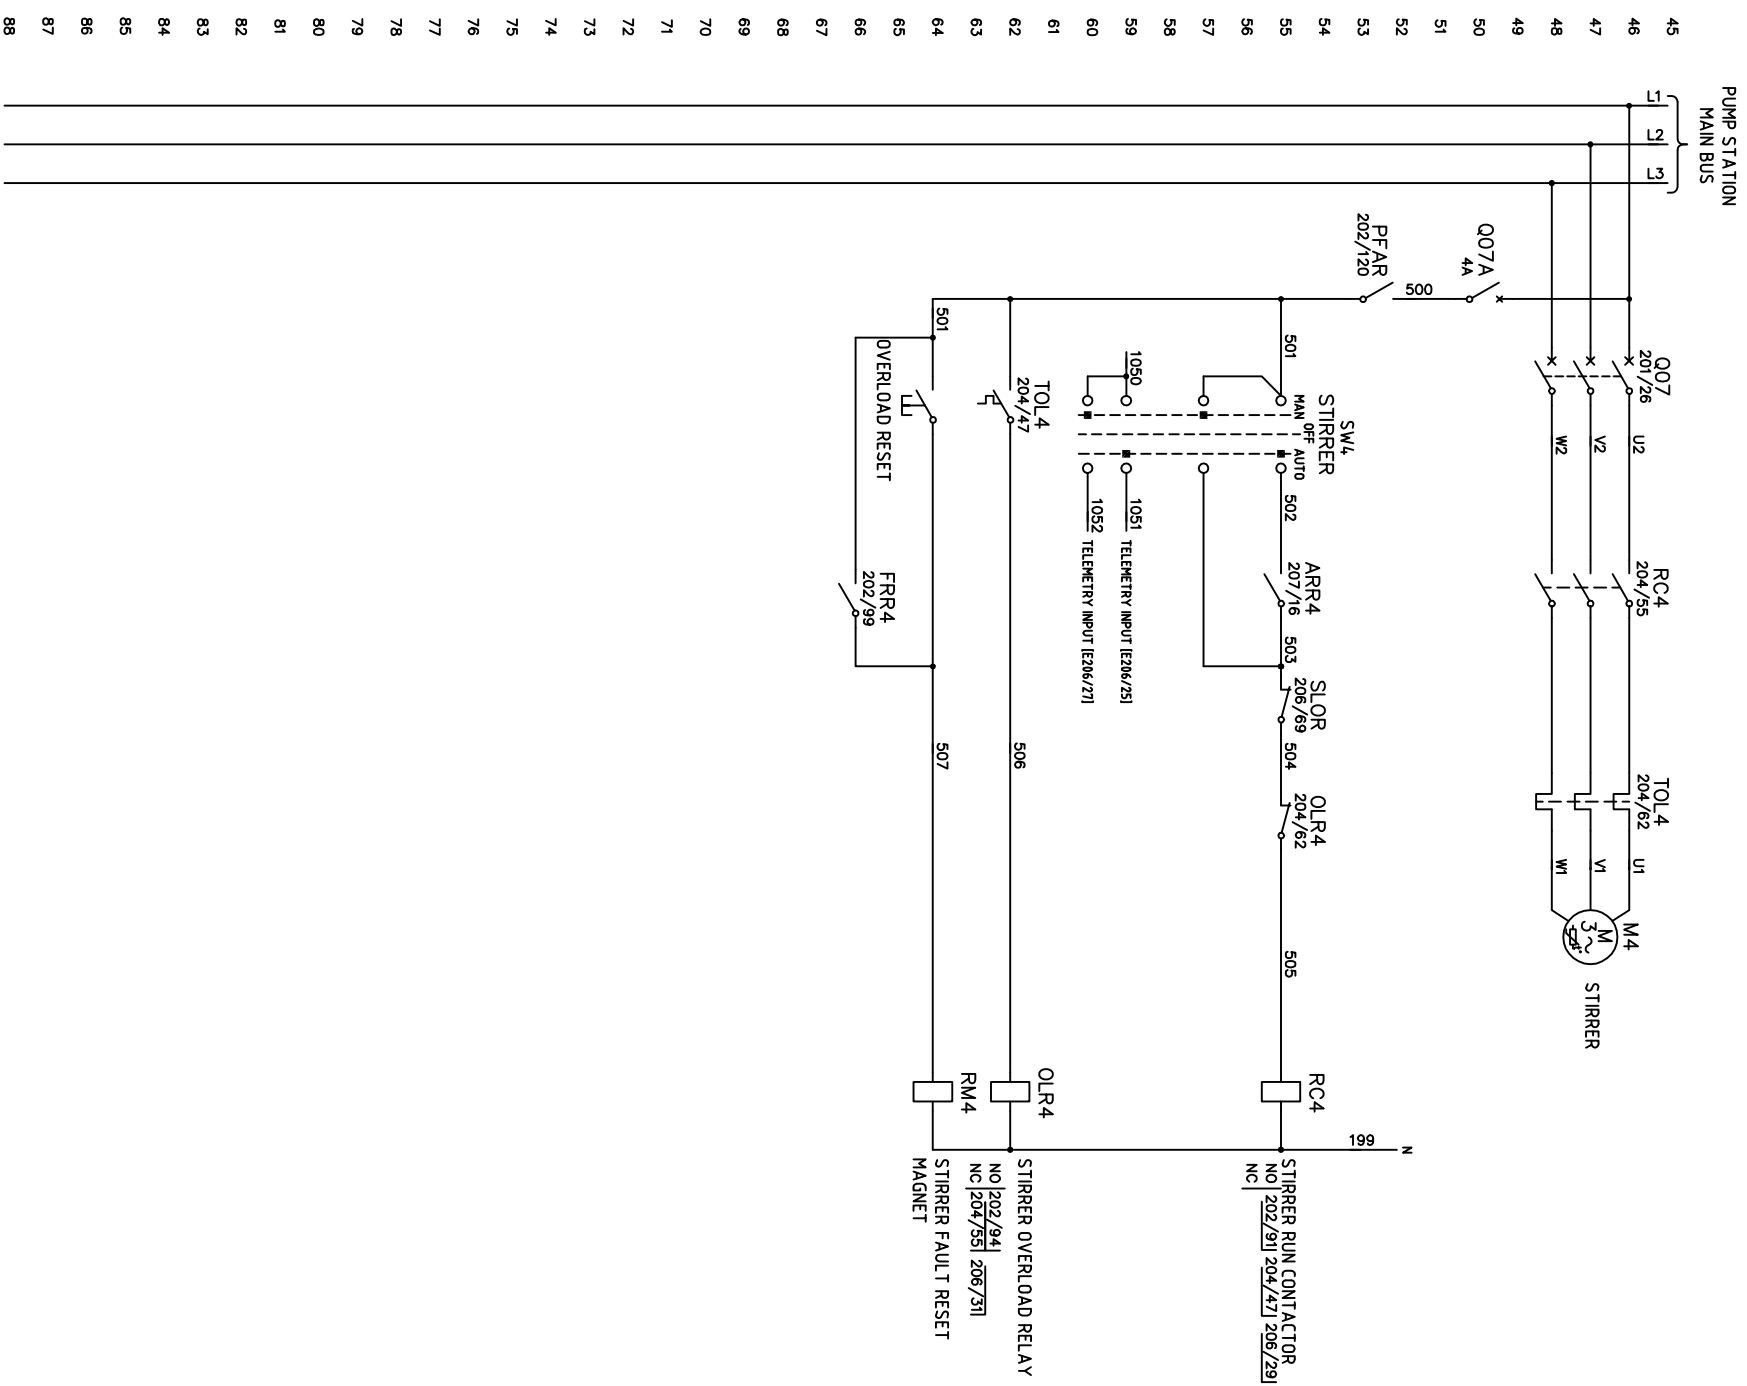 PUMP STATION
MAIN BUS
L1
L2
L3
45
46
47
48
49
50
51
52
53
54
55
56
57
58
59
60
61
62
63
64
65
66
67
68
69
70
71
72
73
74
75
76
77
78
79
80
81
82
83
84
85
86
87
88
Q07
201/26
U2
V2
W2
RC4
204/55
TOL4
204/62
U1
V1
W1
M4
M
3~
t°
STIRRER
Q07A
4A
500
PFAR
202/120
N
199
501
SW4
STIRRER
MAN
OFF
AUTO
502
ARR4
207/16
503
SLOR
206/69
504
OLR4
204/62
505
RC4
STIRRER RUN CONTACTOR
NO 202/91 204/47 206/29
NC
1050
1051
TELEMETRY INPUT [E206/25]
1052
TELEMETRY INPUT [E206/27]
TOL4
204/47
506
OLR4
STIRRER OVERLOAD RELAY
NO 202/94
NC 204/55 206/31
501
OVERLOAD RESET
507
RM4
STIRRER FAULT RESET
MAGNET
FRR4
202/99